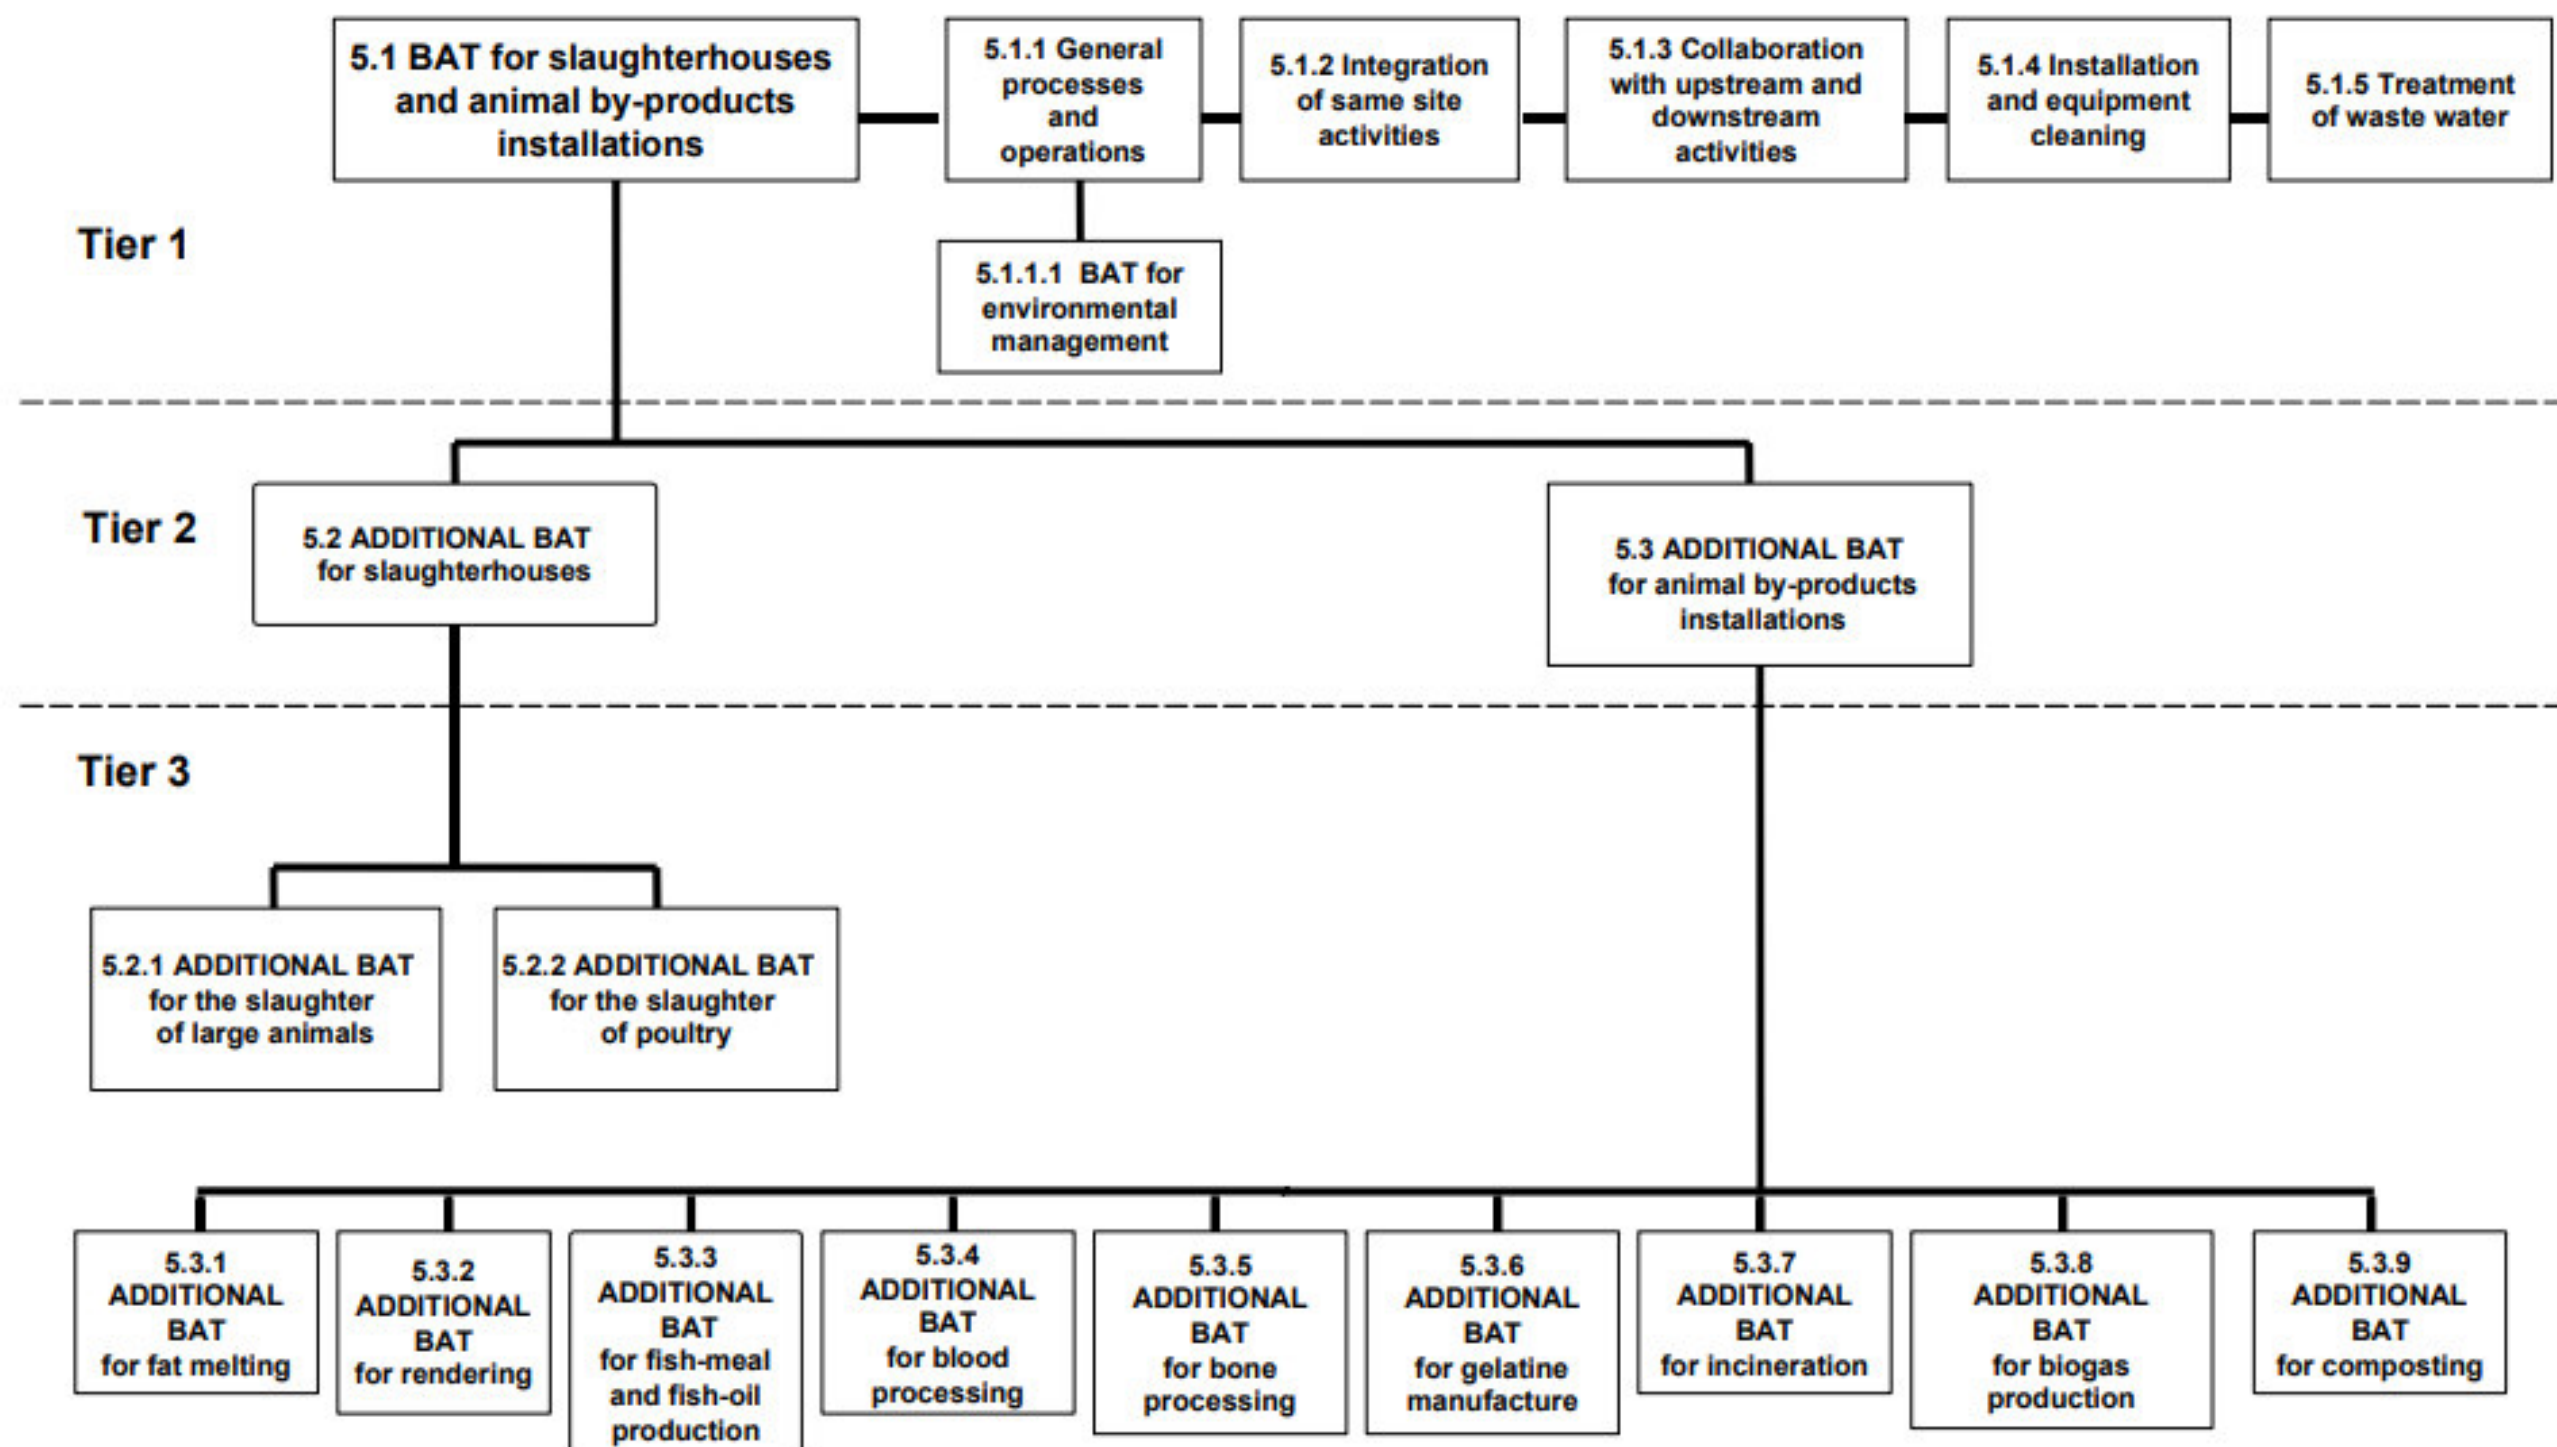 5.1 BAT for slaughterhouses
and animal by-products
installations
5.1.1 General
processes
and
operations
5.1.2 Integration
of same site
activities
5.1.3 Collaboration
with upstream and
downstream
activities
5.1.4 Installation
and equipment
cleaning
5.1.5 Treatment
of waste water
Tier 1
5.1.1.1 BAT for
environmental
management
Tier 2
5.2 ADDITIONAL BAT
for slaughterhouses
5.3 ADDITIONAL BAT
for animal by-products
installations
Tier 3
5.2.1 ADDITIONAL BAT
for the slaughter
of large animals
5.2.2 ADDITIONAL BAT
for the slaughter
of poultry
5.3.1
ADDITIONAL
BAT
for fat melting
5.3.2
ADDITIONAL
BAT
for rendering
5.3.3
ADDITIONAL
BAT
for fish-meal
and fish-oil
production
5.3.4
ADDITIONAL
BAT
for blood
processing
5.3.5
ADDITIONAL
BAT
for bone
processing
5.3.6
ADDITIONAL
BAT
for gelatine
manufacture
5.3.7
ADDITIONAL
BAT
for incineration
5.3.8
ADDITIONAL
BAT
for biogas
production
5.3.9
ADDITIONAL
BAT
for composting